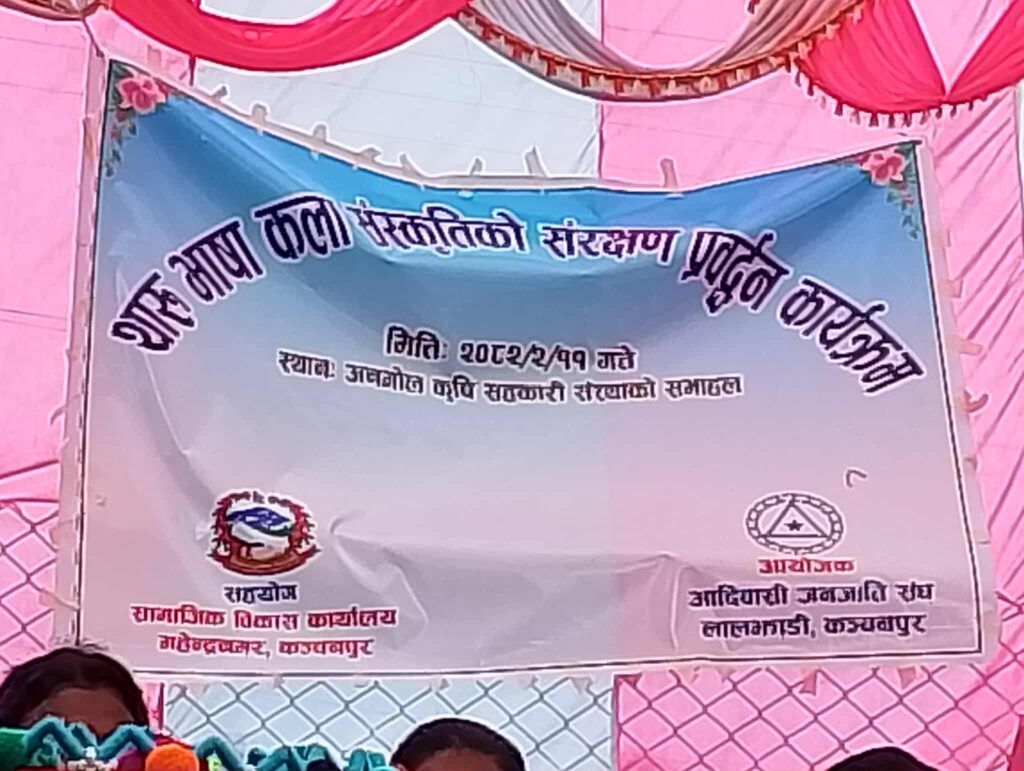 थारू भाषा कला संस्कृतिको संरक्षण प्रवर्द्धन कार्यक्रम
मितिः २०८२/२/११ गते
स्थानः अनमोल कृषि सहकारी संस्थाको सभाहल
सहयोग
सामाजिक विकास कार्यालय
महेन्द्रनगर, कञ्चनपुर
आयोजक
आदिवासी जनजाति संघ
लालझाडी, कञ्चनपुर